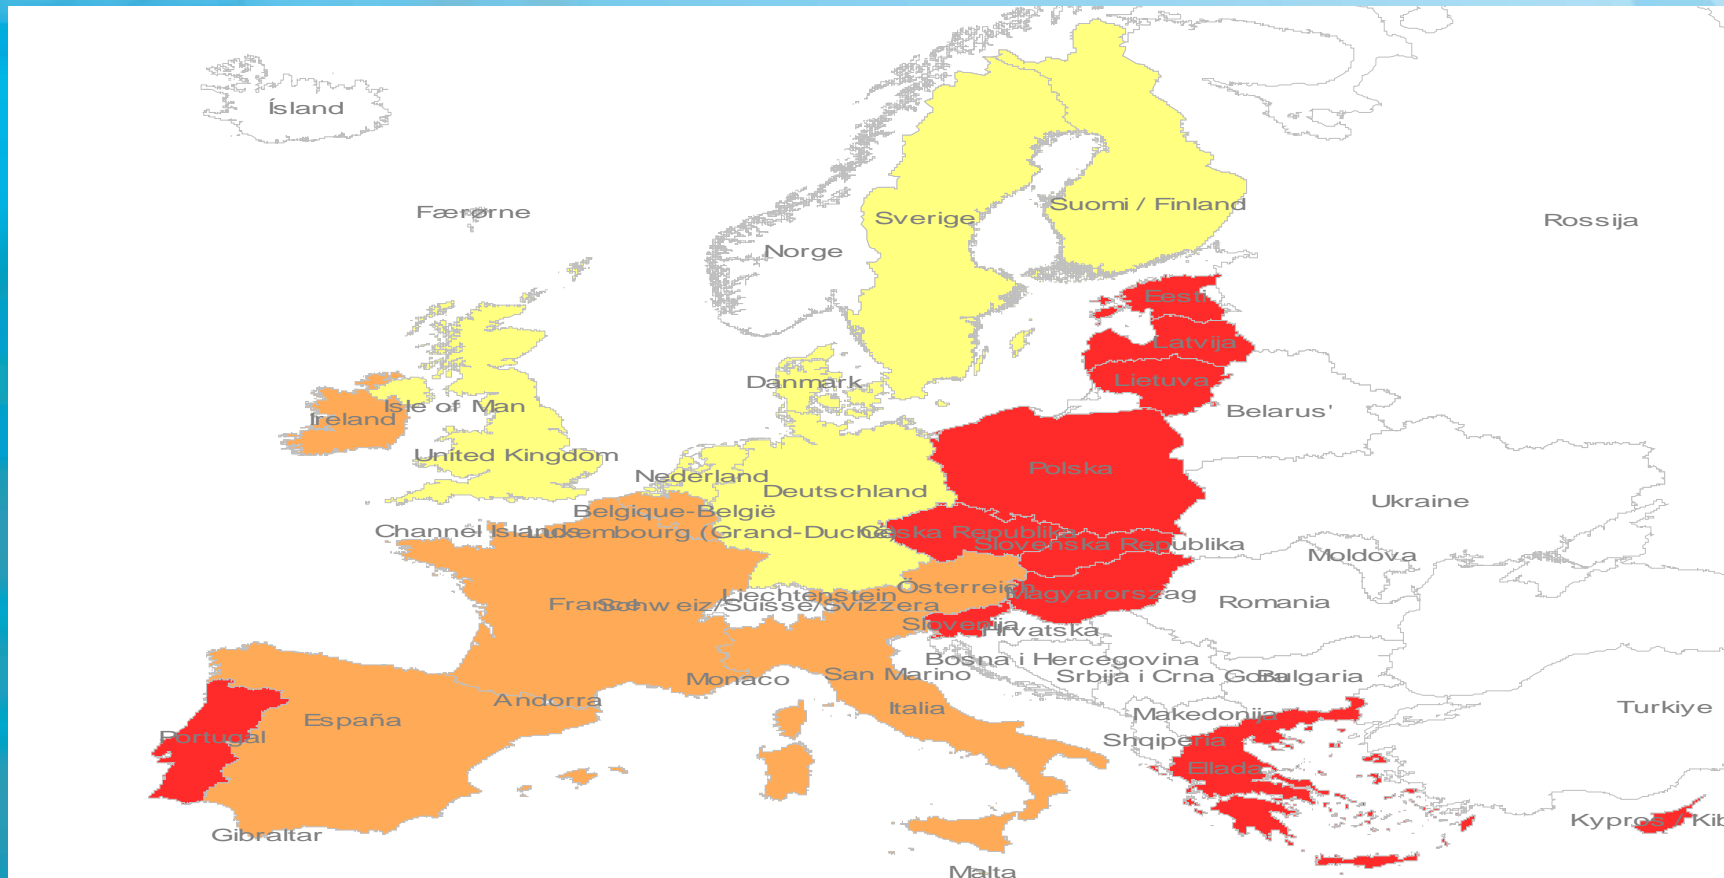 Ísland
Færørne
Sverige
Suomi / Finland
Rossija
Norge
Eesti
Latvija
Danmark
Lietuva
Isle of Man
Ireland
Belarus'
United Kingdom
Polska
Nederland
Deutschland
Ukraine
Belgique-België
Channel Islands
Luxembourg (Grand-Duché)
Ceska Republika
Slovenska Republika
Moldova
Österreich
Liechtenstein
Magyarorszag
France
Schweiz/Suisse/Svizzera
Romania
Slovenija
Hrvatska
Bosna i Hercegovina
San Marino
Srbija i Crna Gora
Bulgaria
Monaco
Andorra
Italia
Turkiye
Makedonija
España
Portugal
Shqiperia
Ellada
Kypros / Kib
Gibraltar
Malta